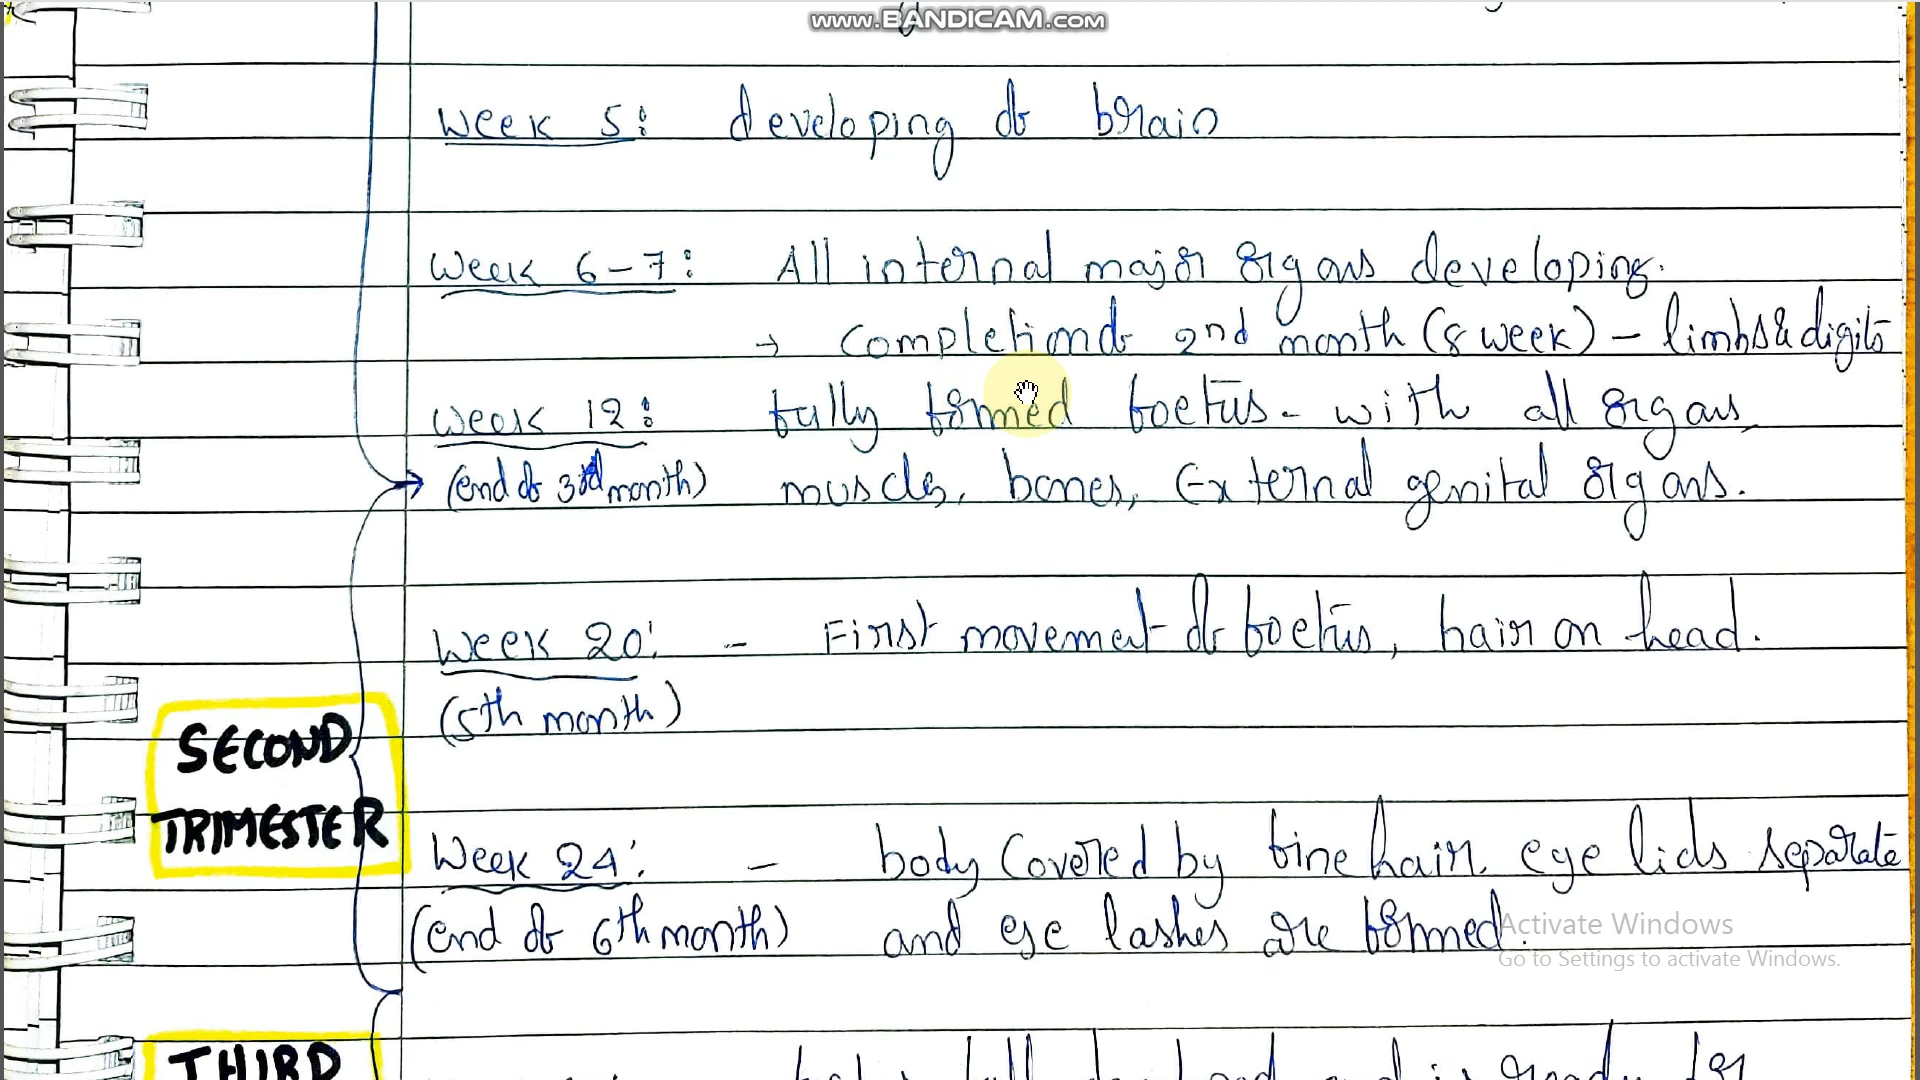 www.BANDICAM.com
Week 5: developing of brain
Week 6-7: All internal major organs developing.
→ Completion of 2nd month (8 week) - limbs & digits
Week 12: fully formed foetus - with all organs,
(end of 3rd month) muscles, bones, External genital organs.
Week 20: - First movement of foetus, hair on head.
(5th month)
SECOND
TRIMESTER
Week 24: - body covered by fine hair. eye lids separate
(end of 6th month) and eye lashes are formed.
Activate Windows
Go to Settings to activate Windows.
THIRD